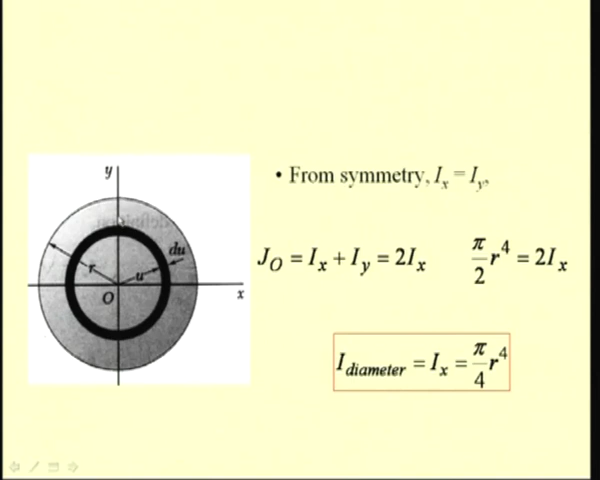 • From symmetry, I_x = I_y,
J_O = I_x + I_y = 2I_x
π/2 r^4 = 2I_x
I_diameter = I_x = π/4 r^4
y
du
r
u
O
x